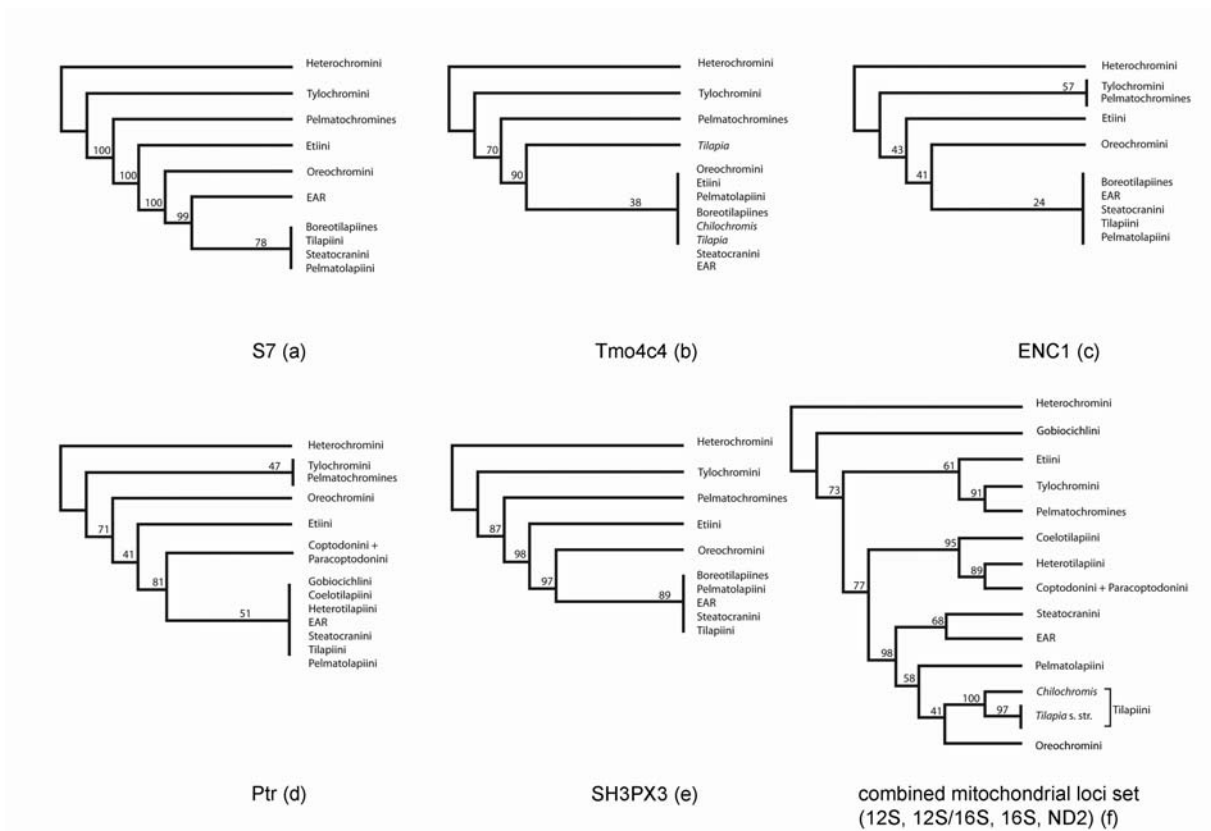 Heterochromini
Tylochromini
100
Pelmatochromines
100
Etiini
100
Oreochromini
99
EAR
78
Boreotilapiines
Tilapiini
Steatocranini
Pelmatolapiini
S7 (a)
Heterochromini
Tylochromini
70
Pelmatochromines
90
Tilapia
38
Oreochromini
Etiini
Pelmatolapiini
Boreotilapiines
Chilochromis
Tilapia
Steatocranini
EAR
Tmo4c4 (b)
Heterochromini
57
Tylochromini
Pelmatochromines
43
Etiini
41
Oreochromini
24
Boreotilapiines
EAR
Steatocranini
Tilapiini
Pelmatolapiini
ENC1 (c)
Heterochromini
47
Tylochromini
Pelmatochromines
71
Oreochromini
41
Etiini
81
Coptodonini +
Paracoptodonini
51
Gobiocichlini
Coelotilapiini
Heterotilapiini
EAR
Steatocranini
Tilapiini
Pelmatolapiini
Ptr (d)
Heterochromini
Tylochromini
87
Pelmatochromines
98
Etiini
97
Oreochromini
89
Boreotilapiines
Pelmatolapiini
EAR
Steatocranini
Tilapiini
SH3PX3 (e)
Heterochromini
Gobiocichlini
73
61
Etiini
91
Tylochromini
Pelmatochromines
77
95
Coelotilapiini
89
Heterotilapiini
Coptodonini + Paracoptodonini
98
68
Steatocranini
EAR
58
Pelmatolapiini
41
100
Chilochromis
97
Tilapia s. str.
Tilapiini
Oreochromini
combined mitochondrial loci set
(12S, 12S/16S, 16S, ND2) (f)